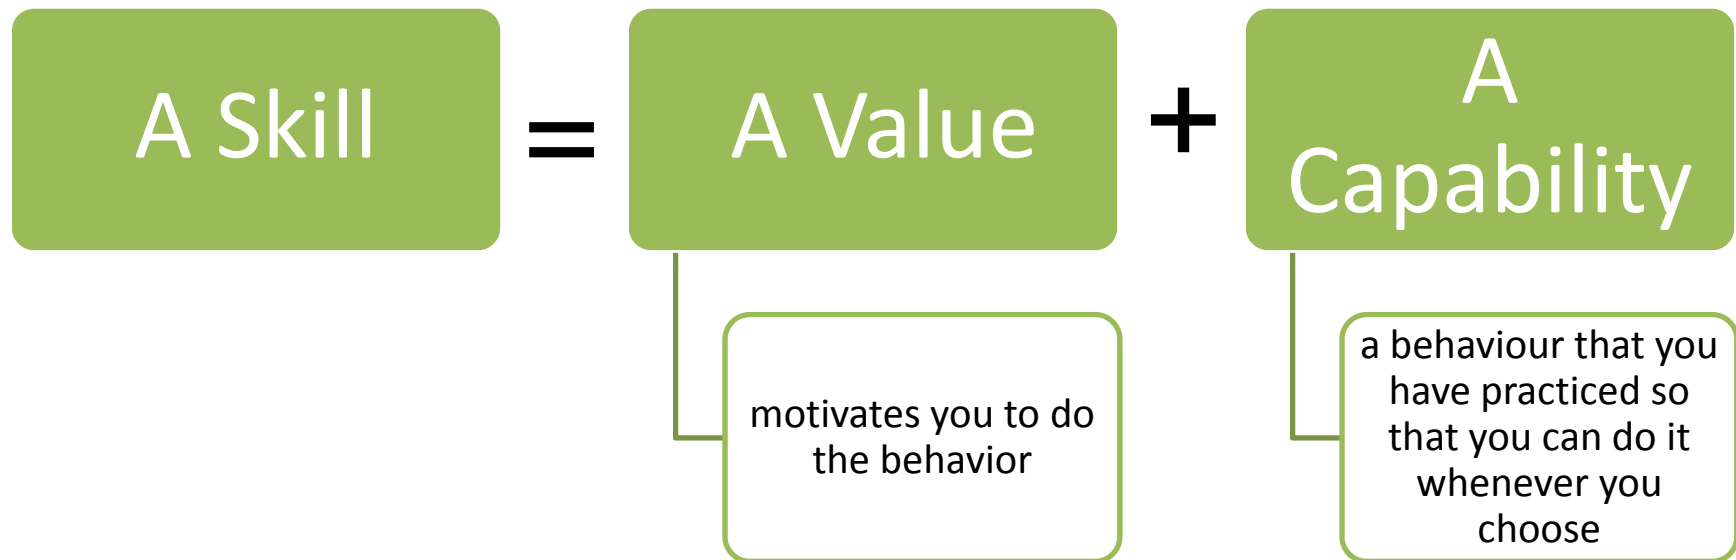 A Skill
=
A Value
+
A
Capability
motivates you to do
the behavior
a behaviour that you
have practiced so
that you can do it
whenever you
choose